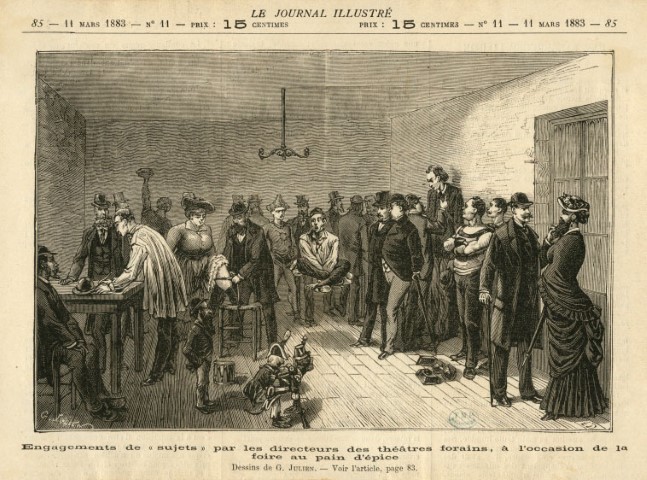 LE JOURNAL ILLUSTRÉ
85 — 11 MARS 1883 — N° 11 — PRIX : 15 CENTIMES PRIX : 15 CENTIMES — N° 11 — 11 MARS 1883 — 85
Engagements de « sujets » par les directeurs des théâtres forains, à l'occasion de la
foire au pain d'épice
Dessins de G. JULIEN. — Voir l'article, page 83.